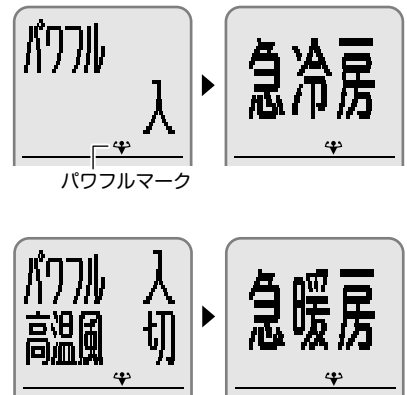 パワフル
入
急冷房
パワフルマーク
パワフル 入
高温風 切
急暖房